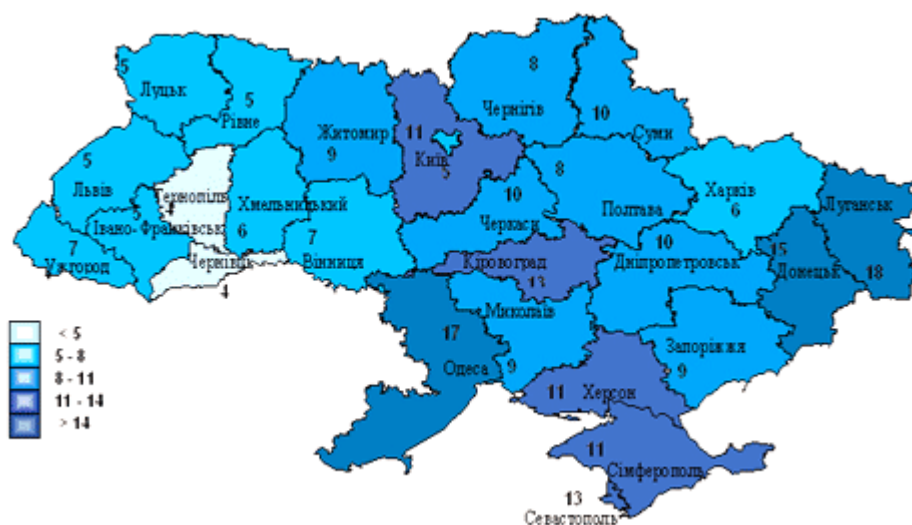 5
Луцьк
5
Рівне
Житомир
9
11
Київ
5
8
Чернігів
10
Суми
5
Львів
Тернопіль
4
5
Івано-Франківськ
Хмельницький
6
7
Ужгород
Чернівці
4
7
Вінниця
10
Черкаси
8
Полтава
Харків
6
Луганськ
18
15
Донецьк
10
Дніпропетровськ
Кіровоград
13
Миколаїв
9
17
Одеса
Запоріжжя
9
11
Херсон
11
Сімферополь
13
Севастополь
< 5
5 - 8
8 - 11
11 - 14
> 14